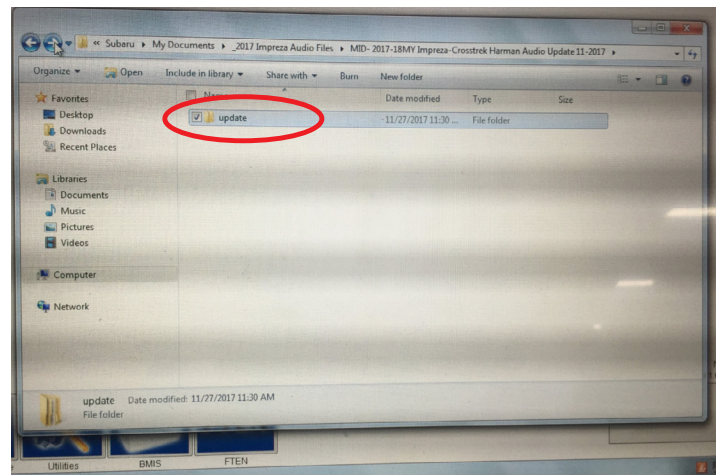 « Subaru ▸ My Documents ▸ _2017 Impreza Audio Files ▸ MID- 2017-18MY Impreza-Crosstrek Harman Audio Update 11-2017 ▸
Organize Open Include in library Share with Burn New folder
Name Date modified Type Size
update -11/27/2017 11:30 ... File folder
Favorites
Desktop
Downloads
Recent Places
Libraries
Documents
Music
Pictures
Videos
Computer
Network
update Date modified: 11/27/2017 11:30 AM
File folder
Utilities BMIS FTEN